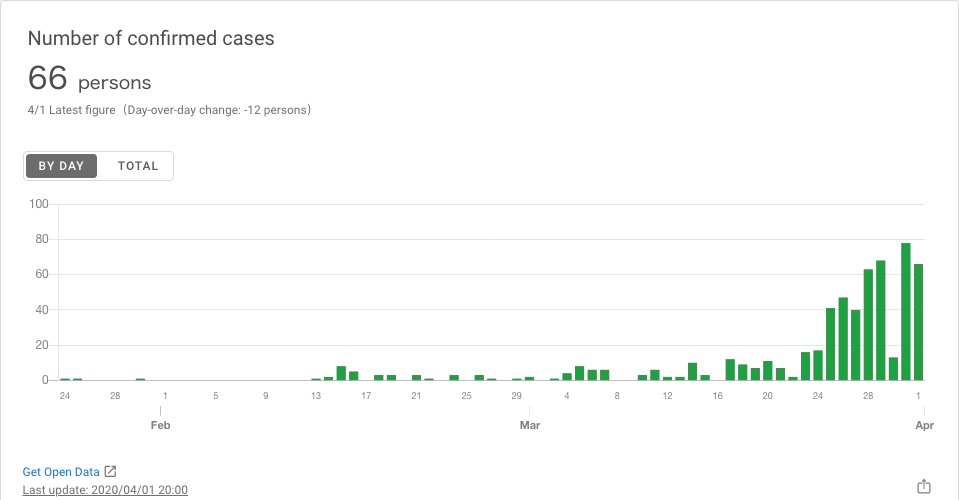 Number of confirmed cases
66 persons
4/1 Latest figure（Day-over-day change: -12 persons）
BY DAY TOTAL
100
80
60
40
20
0
24 28 1 5 9 13 17 21 25 29 4 8 12 16 20 24 28 1
Feb Mar Apr
Get Open Data
Last update: 2020/04/01 20:00